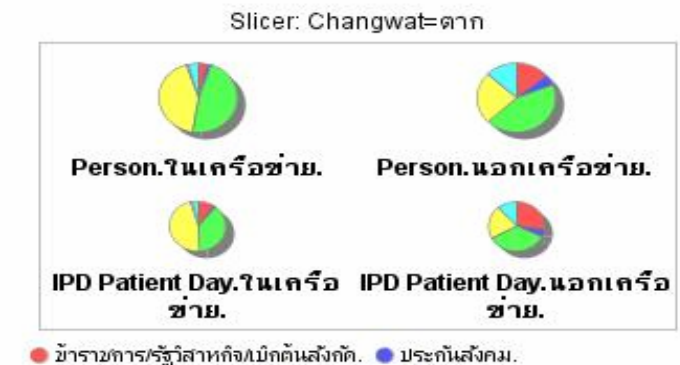 Slicer: Changwat=ตาก
Person.ในเครือข่าย. Person.นอกเครือข่าย.
IPD Patient Day.ในเครือ IPD Patient Day.นอกเครือ
ข่าย. ข่าย.
ข้าราชการ/รัฐวิสาหกิจ/เบิกต้นสังกัด. ประกันสังคม.